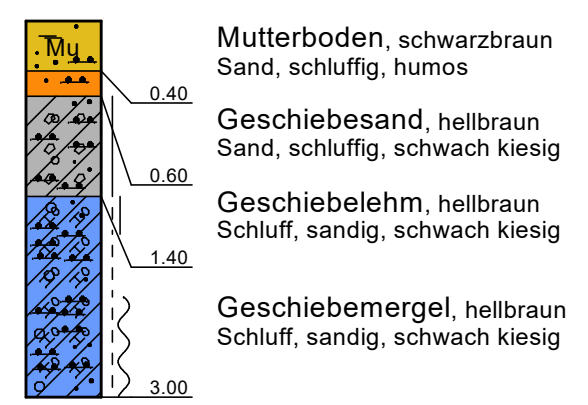 Mu
Mutterboden, schwarzbraun
Sand, schluffig, humos
0.40
Geschiebesand, hellbraun
Sand, schluffig, schwach kiesig
0.60
Geschiebelehm, hellbraun
Schluff, sandig, schwach kiesig
1.40
Geschiebemergel, hellbraun
Schluff, sandig, schwach kiesig
3.00